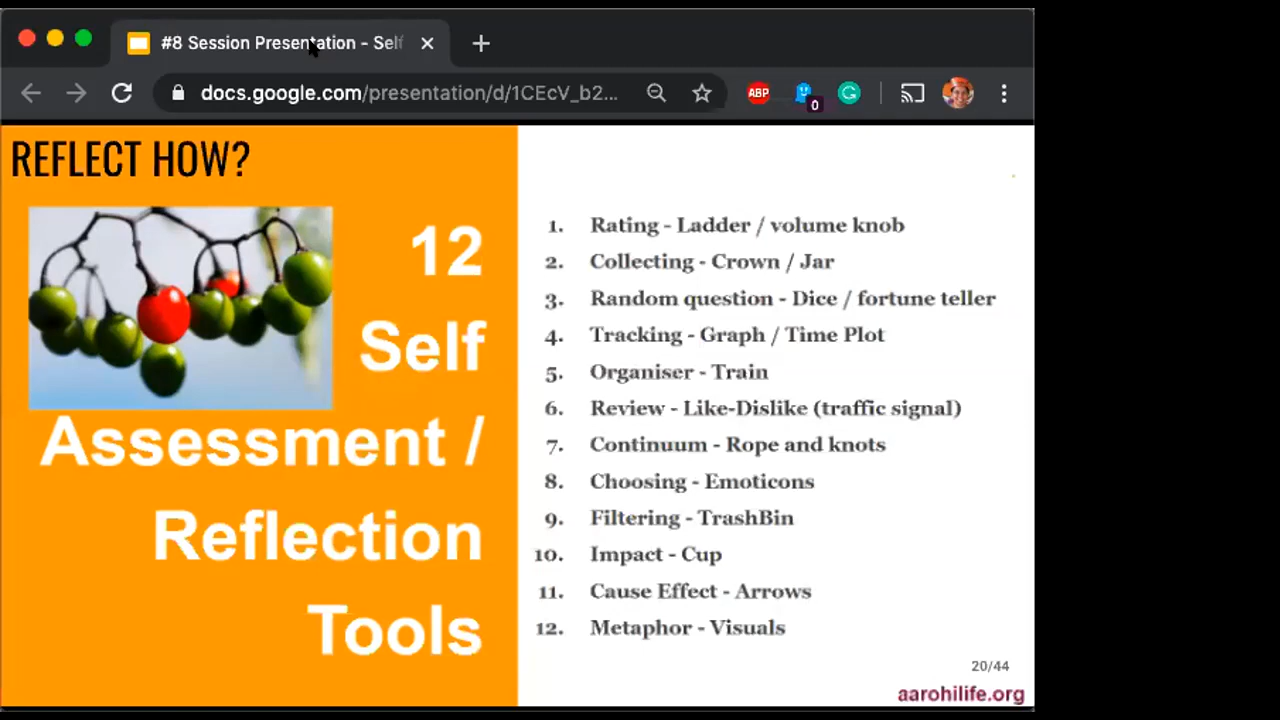 #8 Session Presentation - Self
docs.google.com/presentation/d/1CEcV_b2...
ABP
0
REFLECT HOW?
12
Self
Assessment /
Reflection
Tools
1. Rating - Ladder / volume knob
2. Collecting - Crown / Jar
3. Random question - Dice / fortune teller
4. Tracking - Graph / Time Plot
5. Organiser - Train
6. Review - Like-Dislike (traffic signal)
7. Continuum - Rope and knots
8. Choosing - Emoticons
9. Filtering - TrashBin
10. Impact - Cup
11. Cause Effect - Arrows
12. Metaphor - Visuals
20/44
aarohilife.org